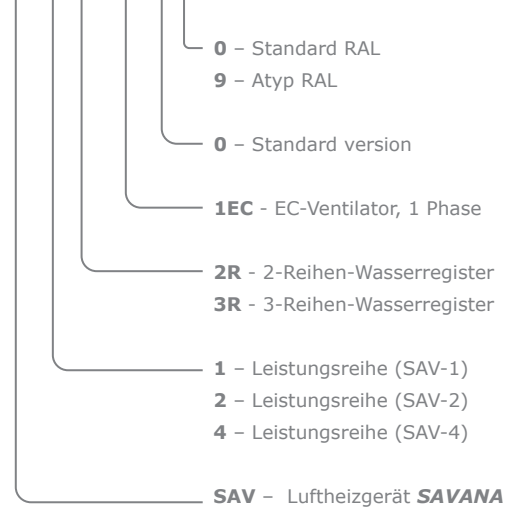 0 – Standard RAL
9 – Atyp RAL
0 – Standard version
1EC - EC-Ventilator, 1 Phase
2R - 2-Reihen-Wasserregister
3R - 3-Reihen-Wasserregister
1 – Leistungsreihe (SAV-1)
2 – Leistungsreihe (SAV-2)
4 – Leistungsreihe (SAV-4)
SAV – Luftheizgerät SAVANA